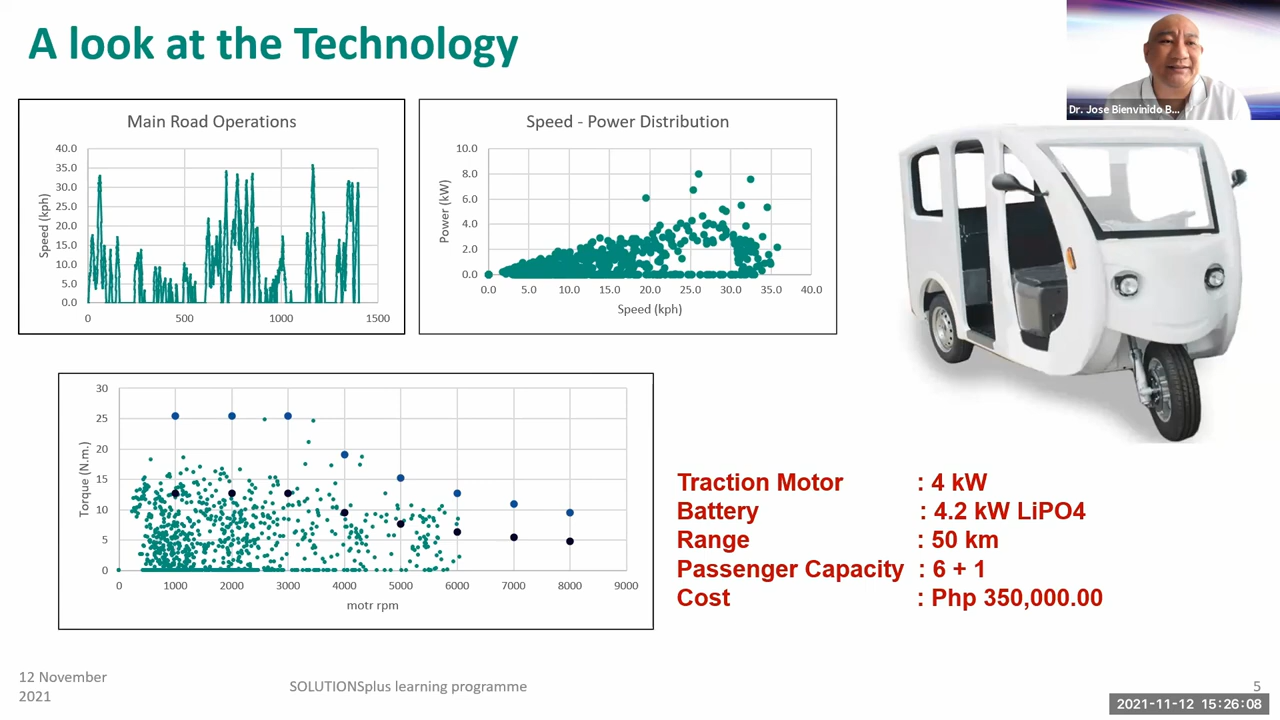 A look at the Technology
Dr. Jose Bienvinido B...
Main Road Operations
Speed (kph)
40.0
35.0
30.0
25.0
20.0
15.0
10.0
5.0
0.0
0 500 1000 1500
Speed - Power Distribution
Power (kW)
10.0
8.0
6.0
4.0
2.0
0.0
0.0 5.0 10.0 15.0 20.0 25.0 30.0 35.0 40.0
Speed (kph)
Torque (N.m.)
30
25
20
15
10
5
0
0 1000 2000 3000 4000 5000 6000 7000 8000 9000
motr rpm
Traction Motor : 4 kW
Battery : 4.2 kW LiPO4
Range : 50 km
Passenger Capacity : 6 + 1
Cost : Php 350,000.00
12 November
2021
SOLUTIONSplus learning programme
5
2021-11-12 15:26:08